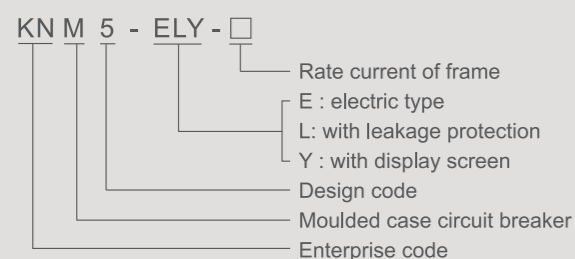 KN M 5 - ELY - □
Rate current of frame
E : electric type
L: with leakage protection
Y : with display screen
Design code
Moulded case circuit breaker
Enterprise code